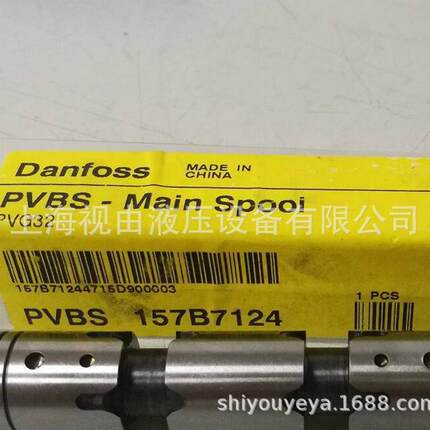 Danfoss
MADE IN
CHINA
PVBS - Main Spool
PVG32
上海视由液压设备有限公司
157B71244715D900003
1 PCS
PVBS 157B7124
shiyouyeya.1688.com